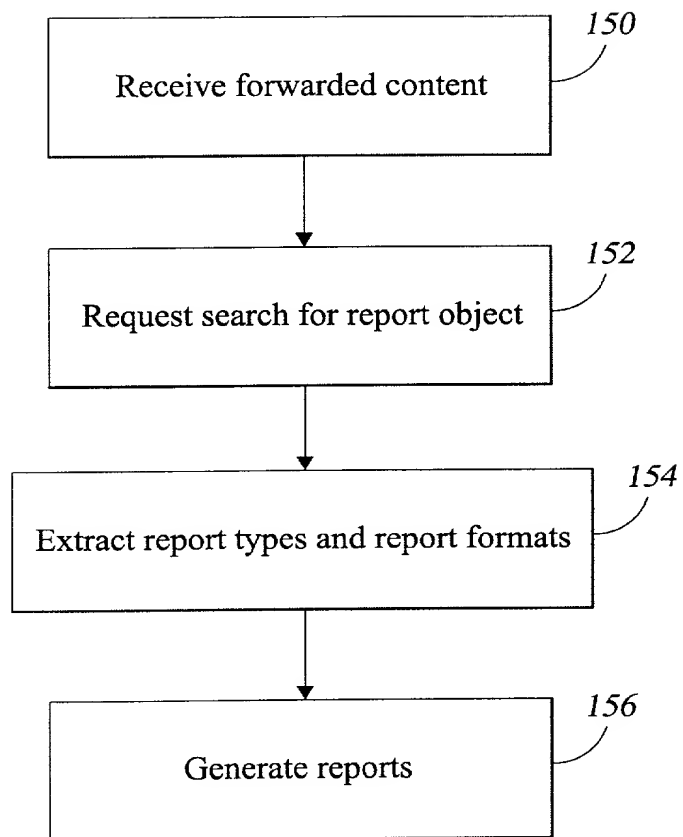 150
Receive forwarded content
152
Request search for report object
154
Extract report types and report formats
156
Generate reports